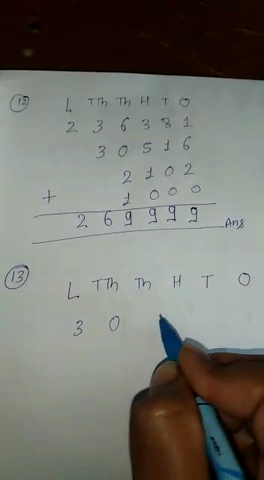 12 L TTh Th H T O
2 3 6 3 8 1
3 0 5 1 6
2 1 0 2
+ 1 0 0 0
2 6 9 9 9 9 Ans
13 L TTh Th H T O
3 0